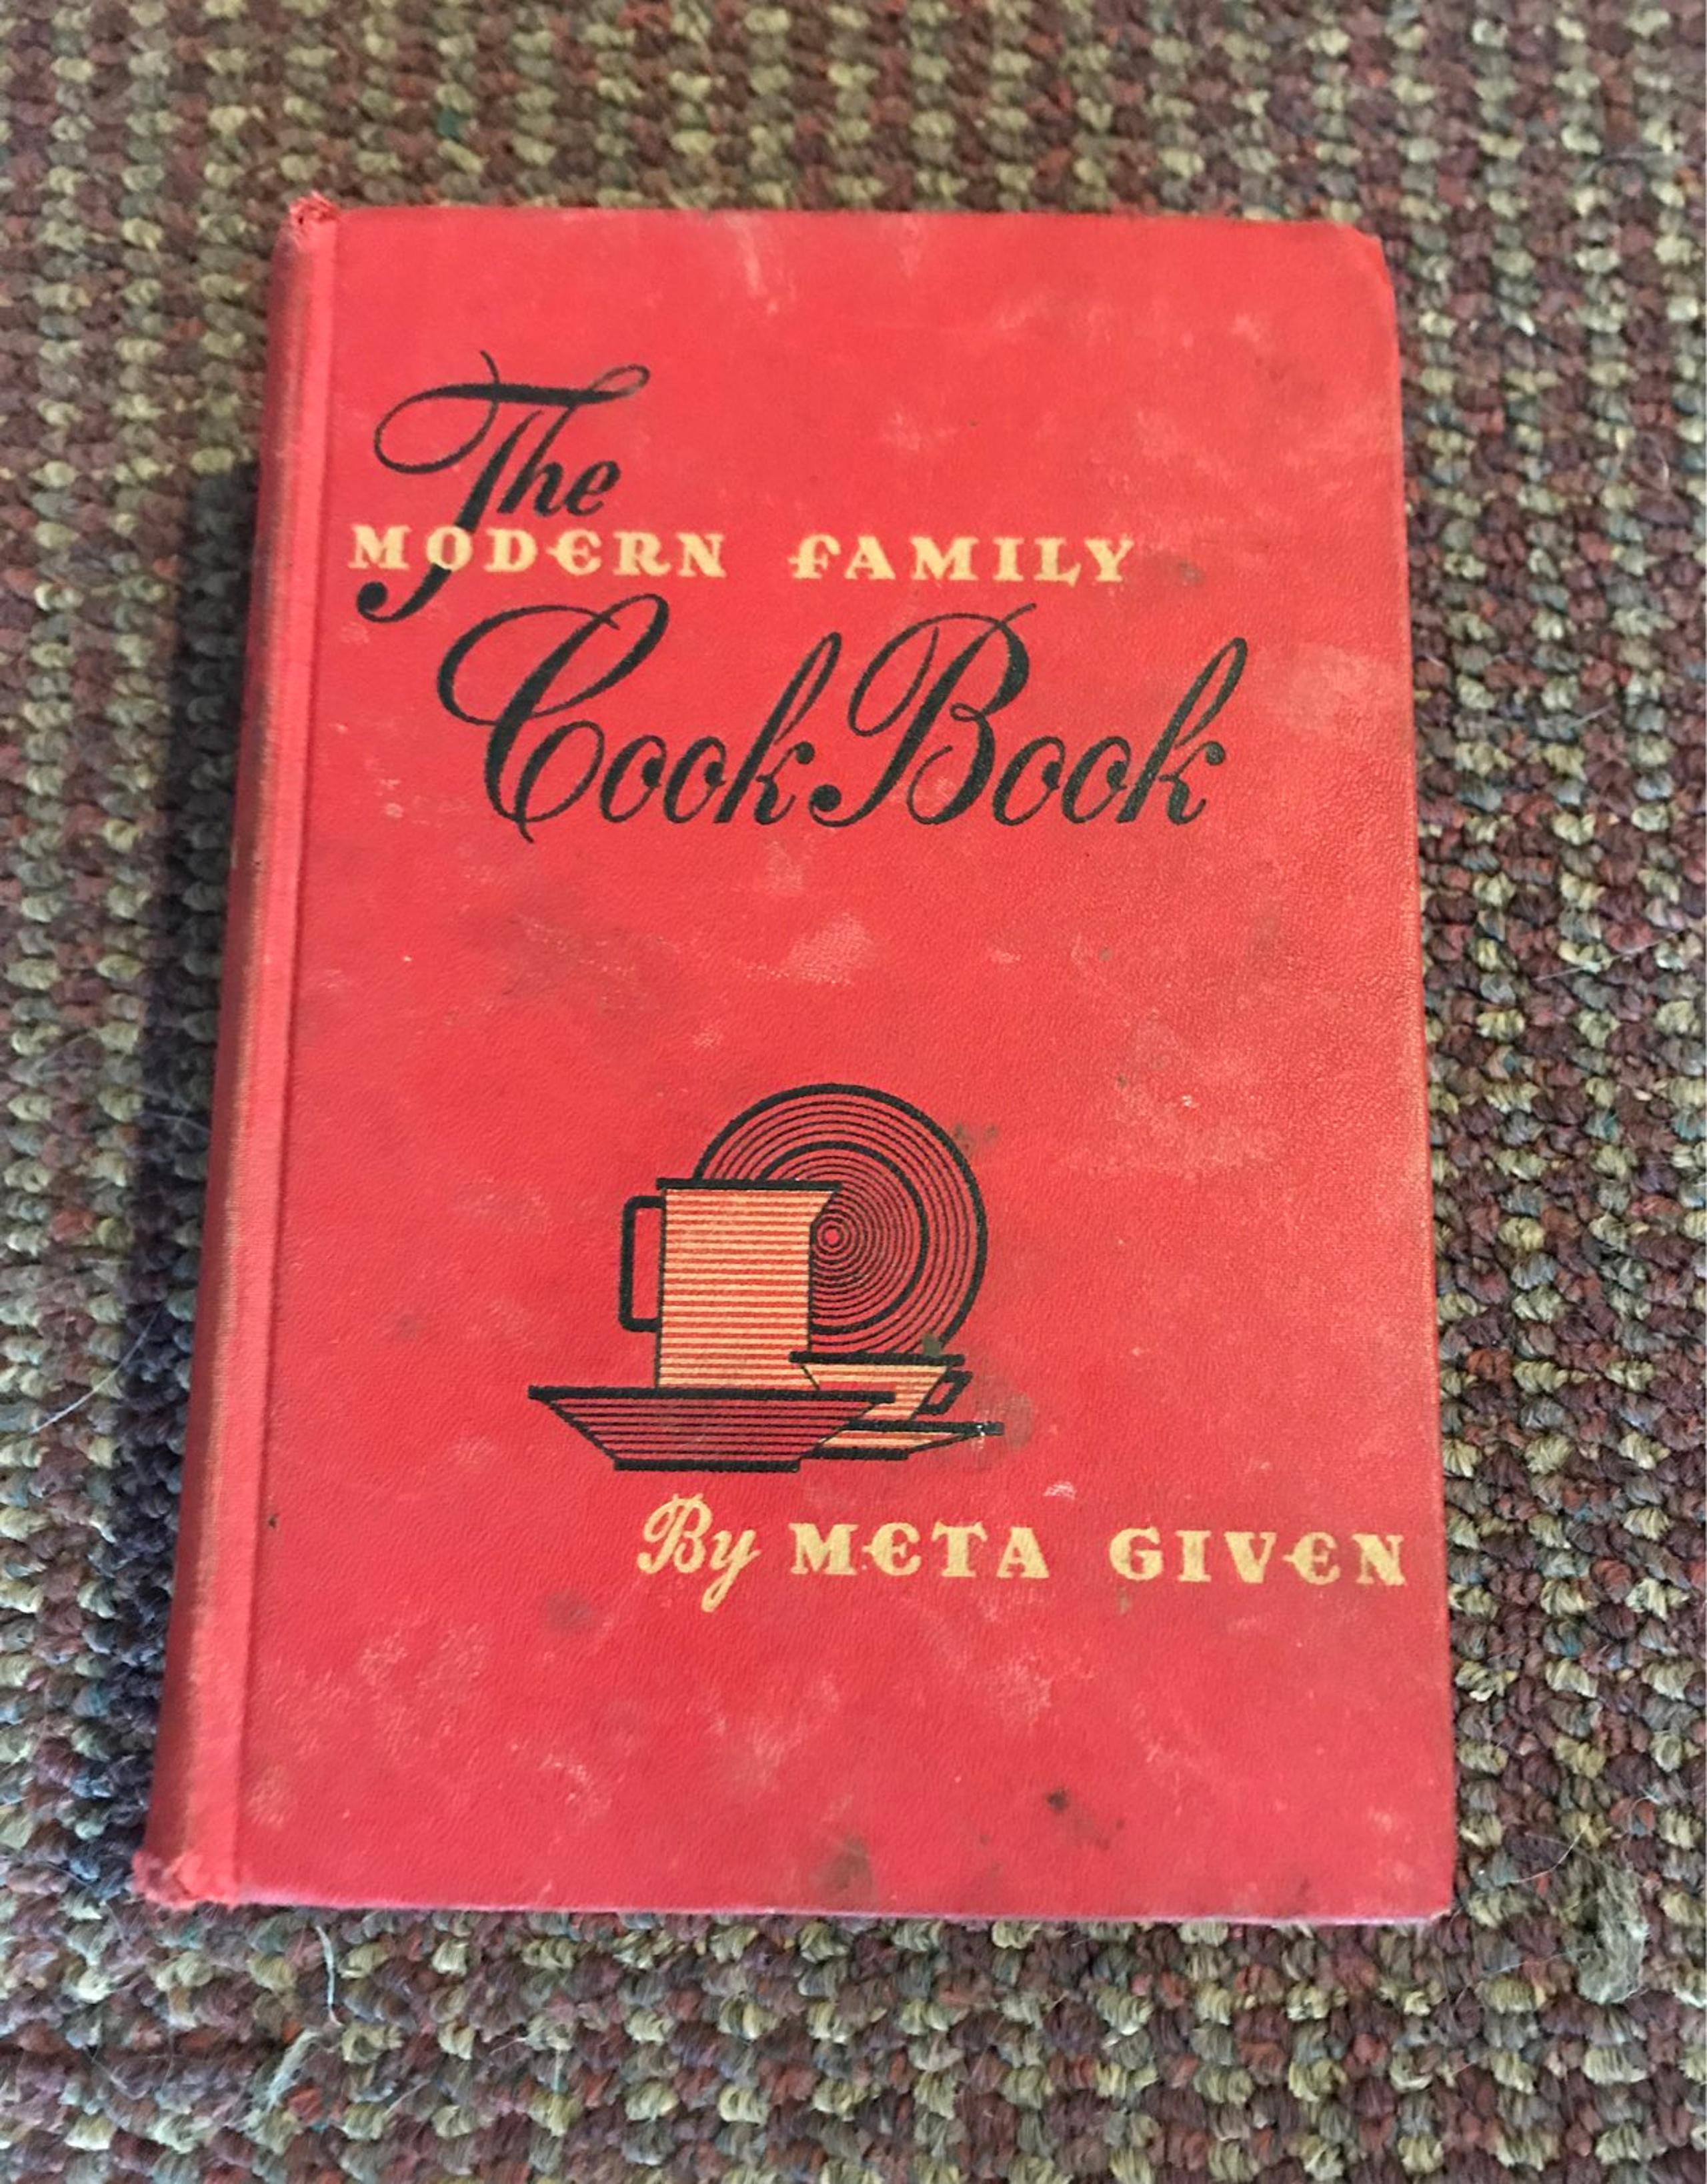 The
MODERN FAMILY
Cook Book
By META GIVEN